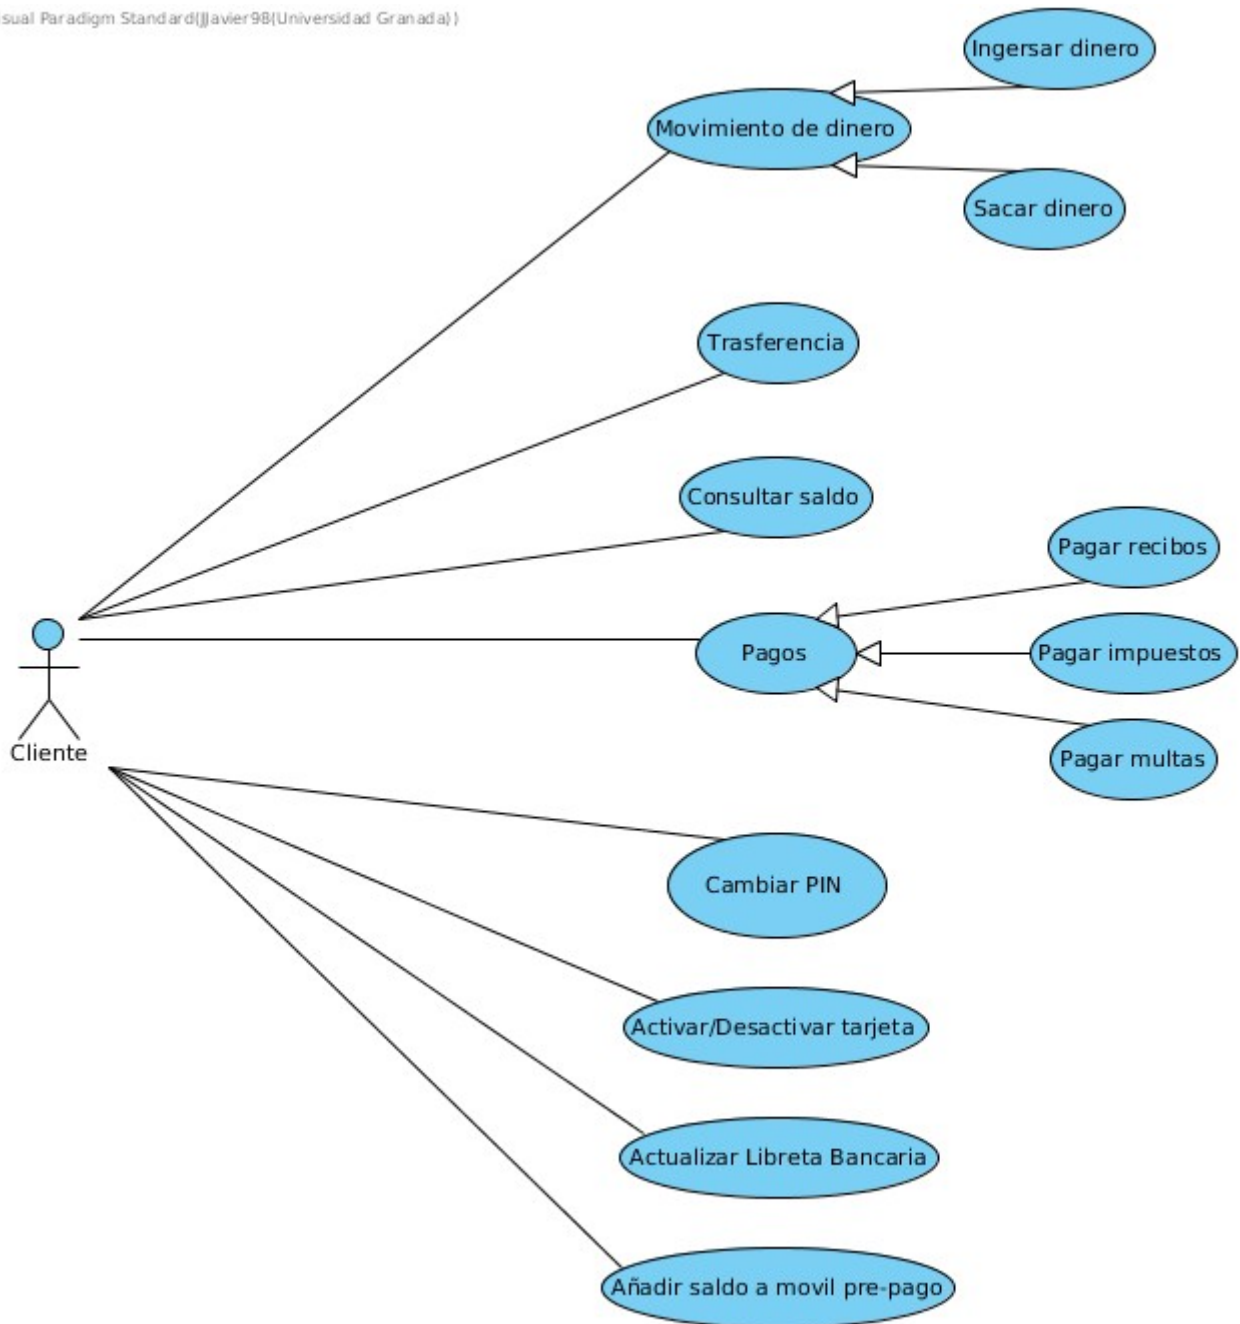 sual Paradigm Standard(JJavier98(Universidad Granada))
Ingersar dinero
Movimiento de dinero
Sacar dinero
Trasferencia
Consultar saldo
Pagar recibos
Pagos
Pagar impuestos
Cliente
Pagar multas
Cambiar PIN
Activar/Desactivar tarjeta
Actualizar Libreta Bancaria
Añadir saldo a movil pre-pago